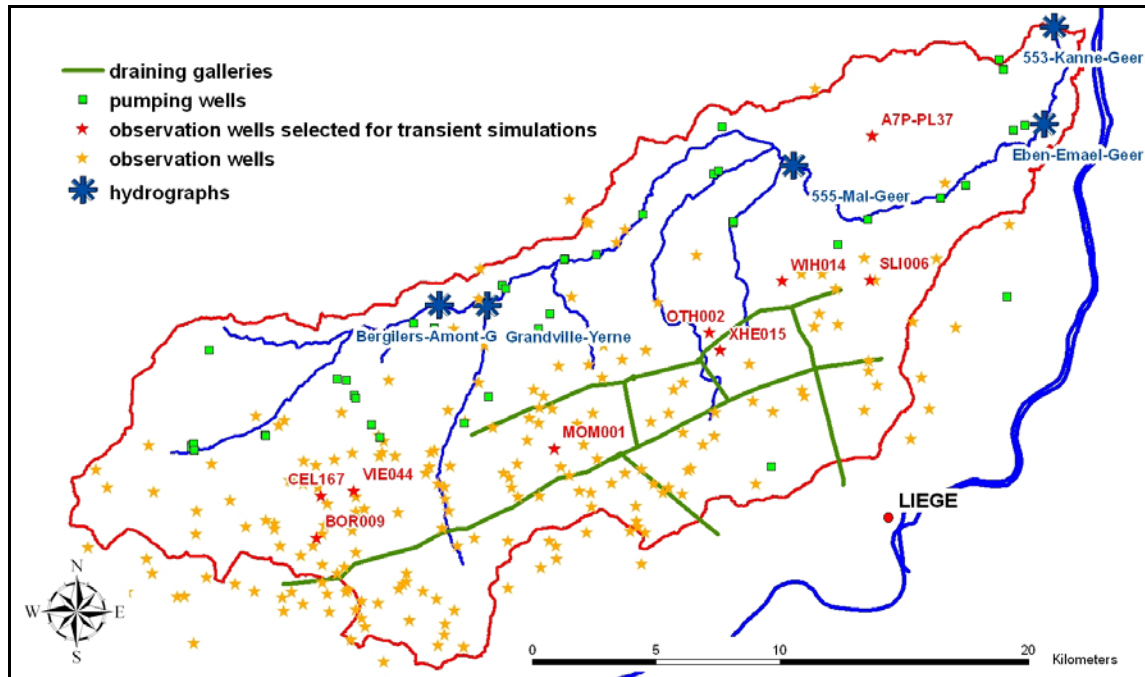 553-Kanne-Geer
draining galleries
pumping wells
observation wells selected for transient simulations
A7P-PL37
observation wells
Eben-Emael-Geer
hydrographs
555-Mal-Geer
WIH014
SLI006
OTH002
XHE015
Bergilers-Amont-G
Grandville-Yerne
MOM001
CEL167
VIE044
LIEGE
BOR009
N
W
E
S
0
5
10
20
Kilometers